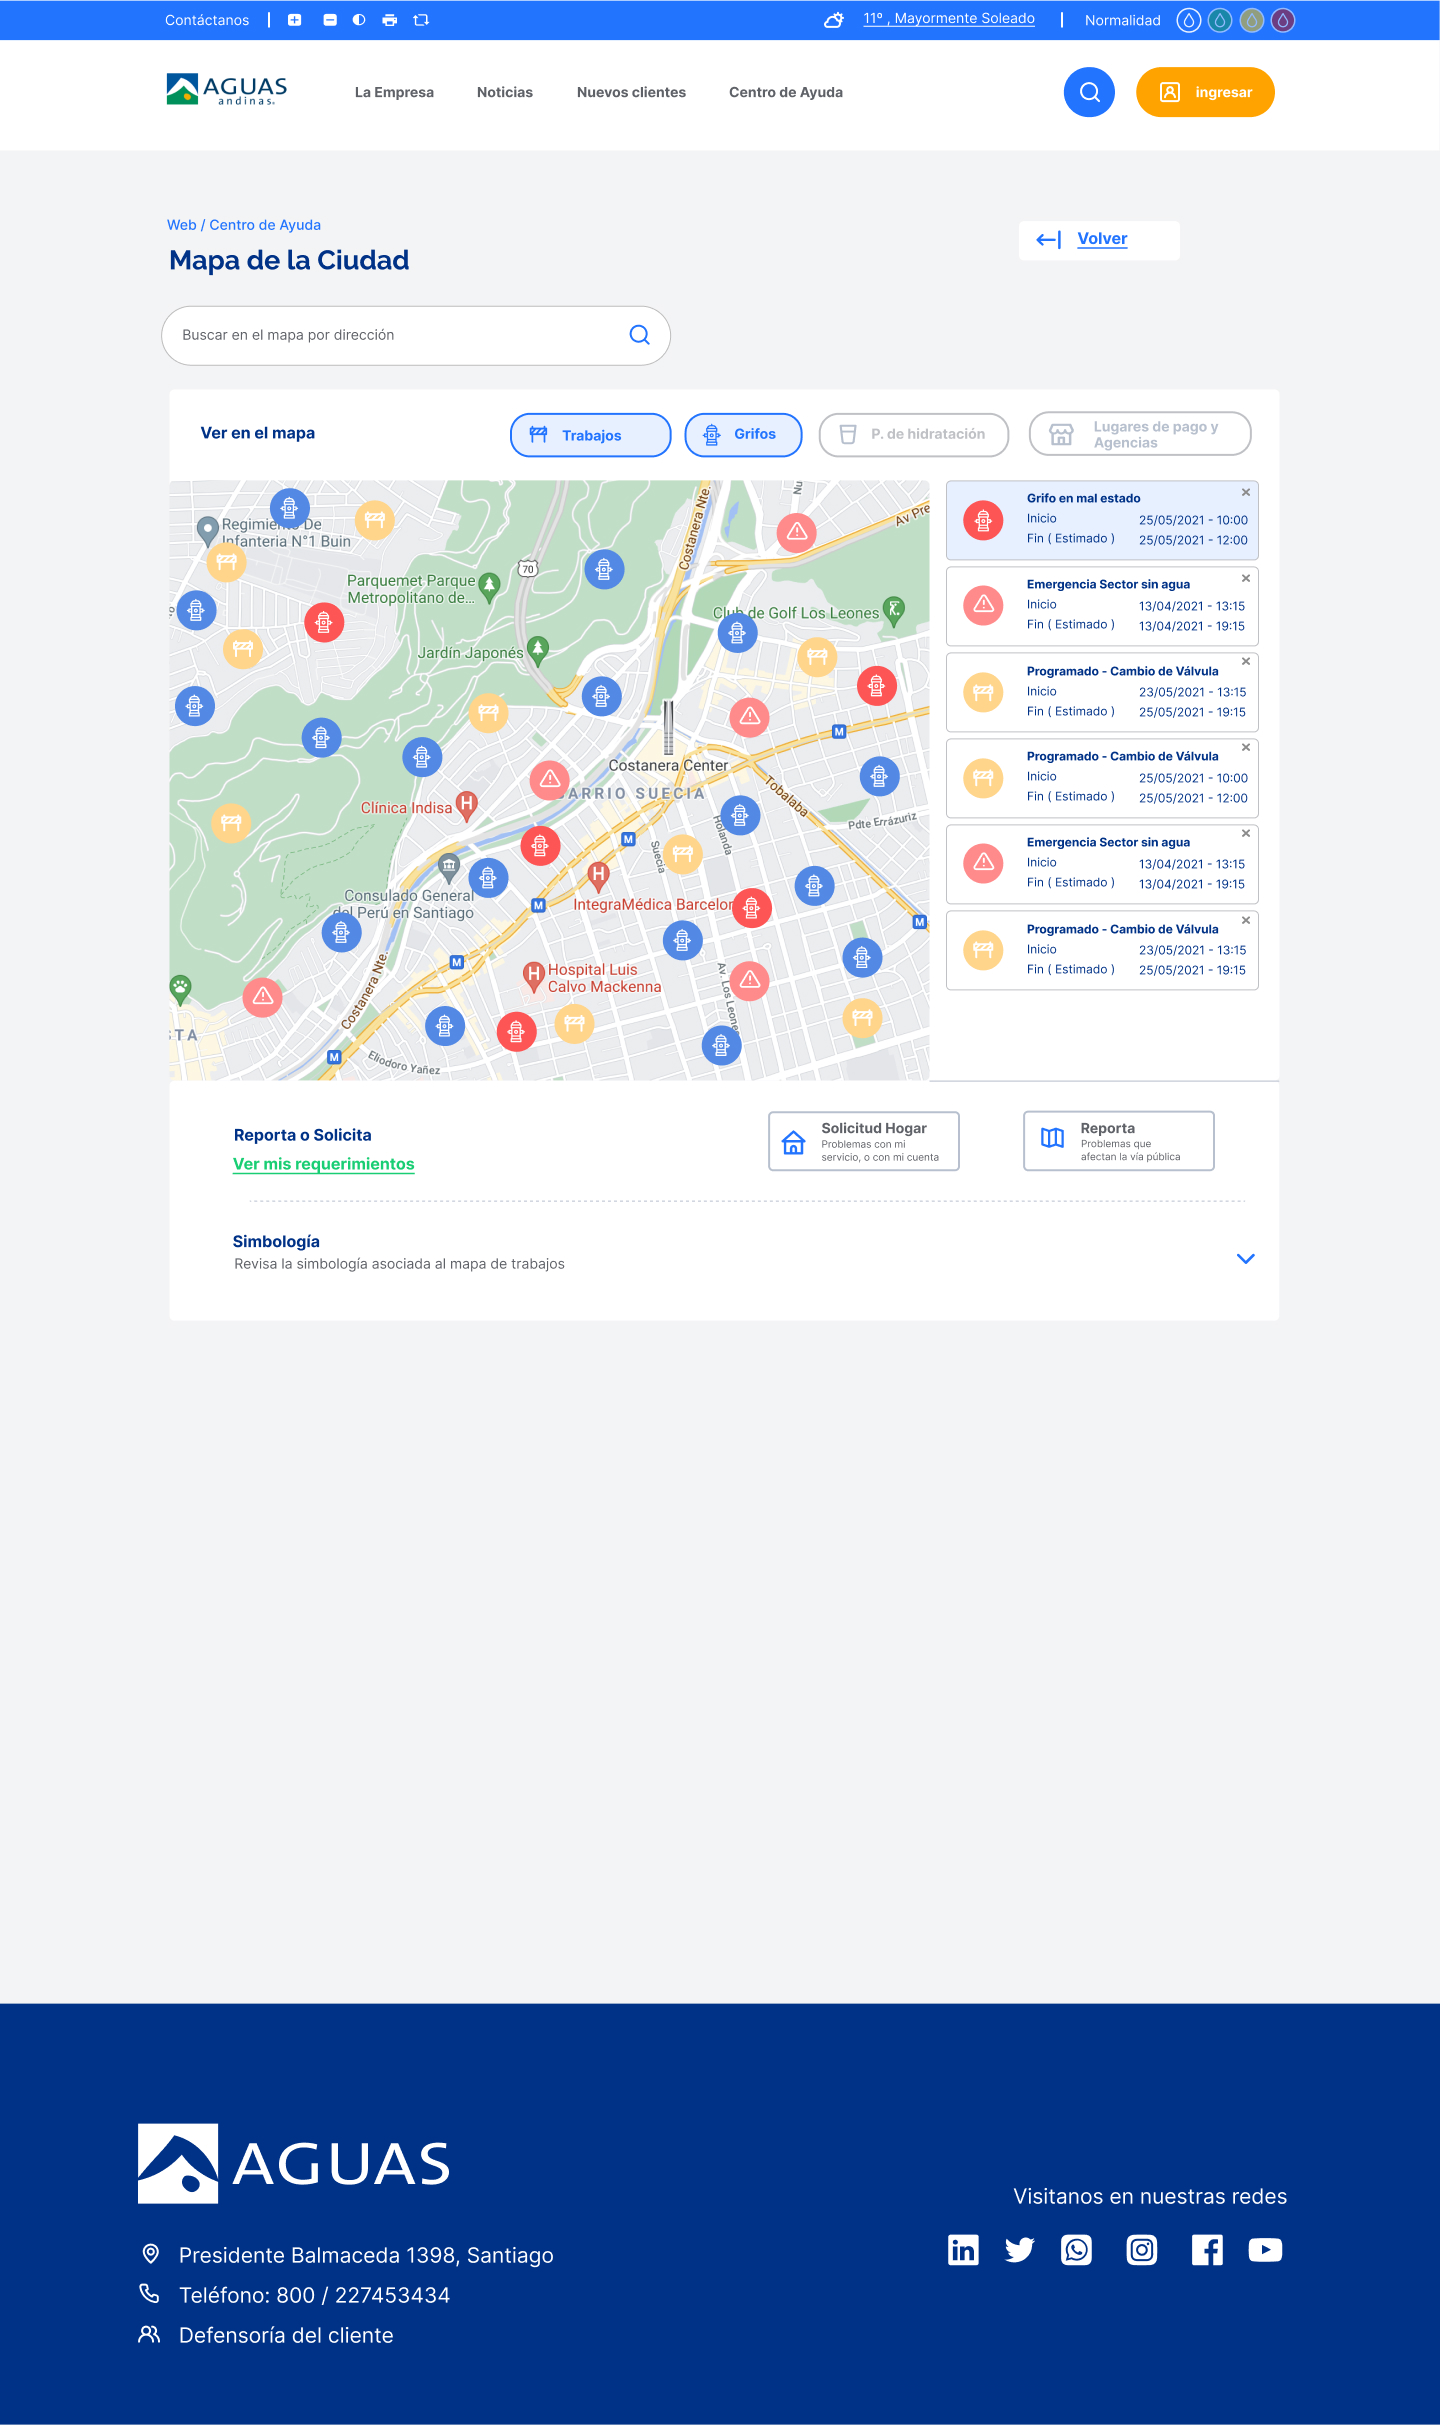 Contáctanos
11º , Mayormente Soleado
Normalidad
AGUAS
andinas
La Empresa
Noticias
Nuevos clientes
Centro de Ayuda
ingresar
Web / Centro de Ayuda
Mapa de la Ciudad
Volver
Buscar en el mapa por dirección
Ver en el mapa
Trabajos
Grifos
P. de hidratación
Lugares de pago y
Agencias
Regimiento De
Infanteria N°1 Buin
Parquemet Parque
Metropolitano de...
70
Costanera Nte.
Nu
Av Pre
Club de Golf Los Leones
Jardín Japonés
Costanera Center
BARRIO SUECIA
Tobalaba
M
Clínica Indisa
H
Holanda
Pdte Errázuriz
M
Suecia
Consulado General
del Perú en Santiago
H
IntegraMédica Barcelon
M
M
M
Costanera Nte.
H
Hospital Luis
Calvo Mackenna
Av. Los Leones
STA
M
Eliodoro Yañez
Grifo en mal estado
Inicio 25/05/2021 - 10:00
Fin ( Estimado ) 25/05/2021 - 12:00
Emergencia Sector sin agua
Inicio 13/04/2021 - 13:15
Fin ( Estimado ) 13/04/2021 - 19:15
Programado - Cambio de Válvula
Inicio 23/05/2021 - 13:15
Fin ( Estimado ) 25/05/2021 - 19:15
Programado - Cambio de Válvula
Inicio 25/05/2021 - 10:00
Fin ( Estimado ) 25/05/2021 - 12:00
Emergencia Sector sin agua
Inicio 13/04/2021 - 13:15
Fin ( Estimado ) 13/04/2021 - 19:15
Programado - Cambio de Válvula
Inicio 23/05/2021 - 13:15
Fin ( Estimado ) 25/05/2021 - 19:15
Reporta o Solicita
Ver mis requerimientos
Solicitud Hogar
Problemas con mi
servicio, o con mi cuenta
Reporta
Problemas que
afectan la vía pública
Simbología
Revisa la simbología asociada al mapa de trabajos
AGUAS
Presidente Balmaceda 1398, Santiago
Teléfono: 800 / 227453434
Defensoría del cliente
Visitanos en nuestras redes